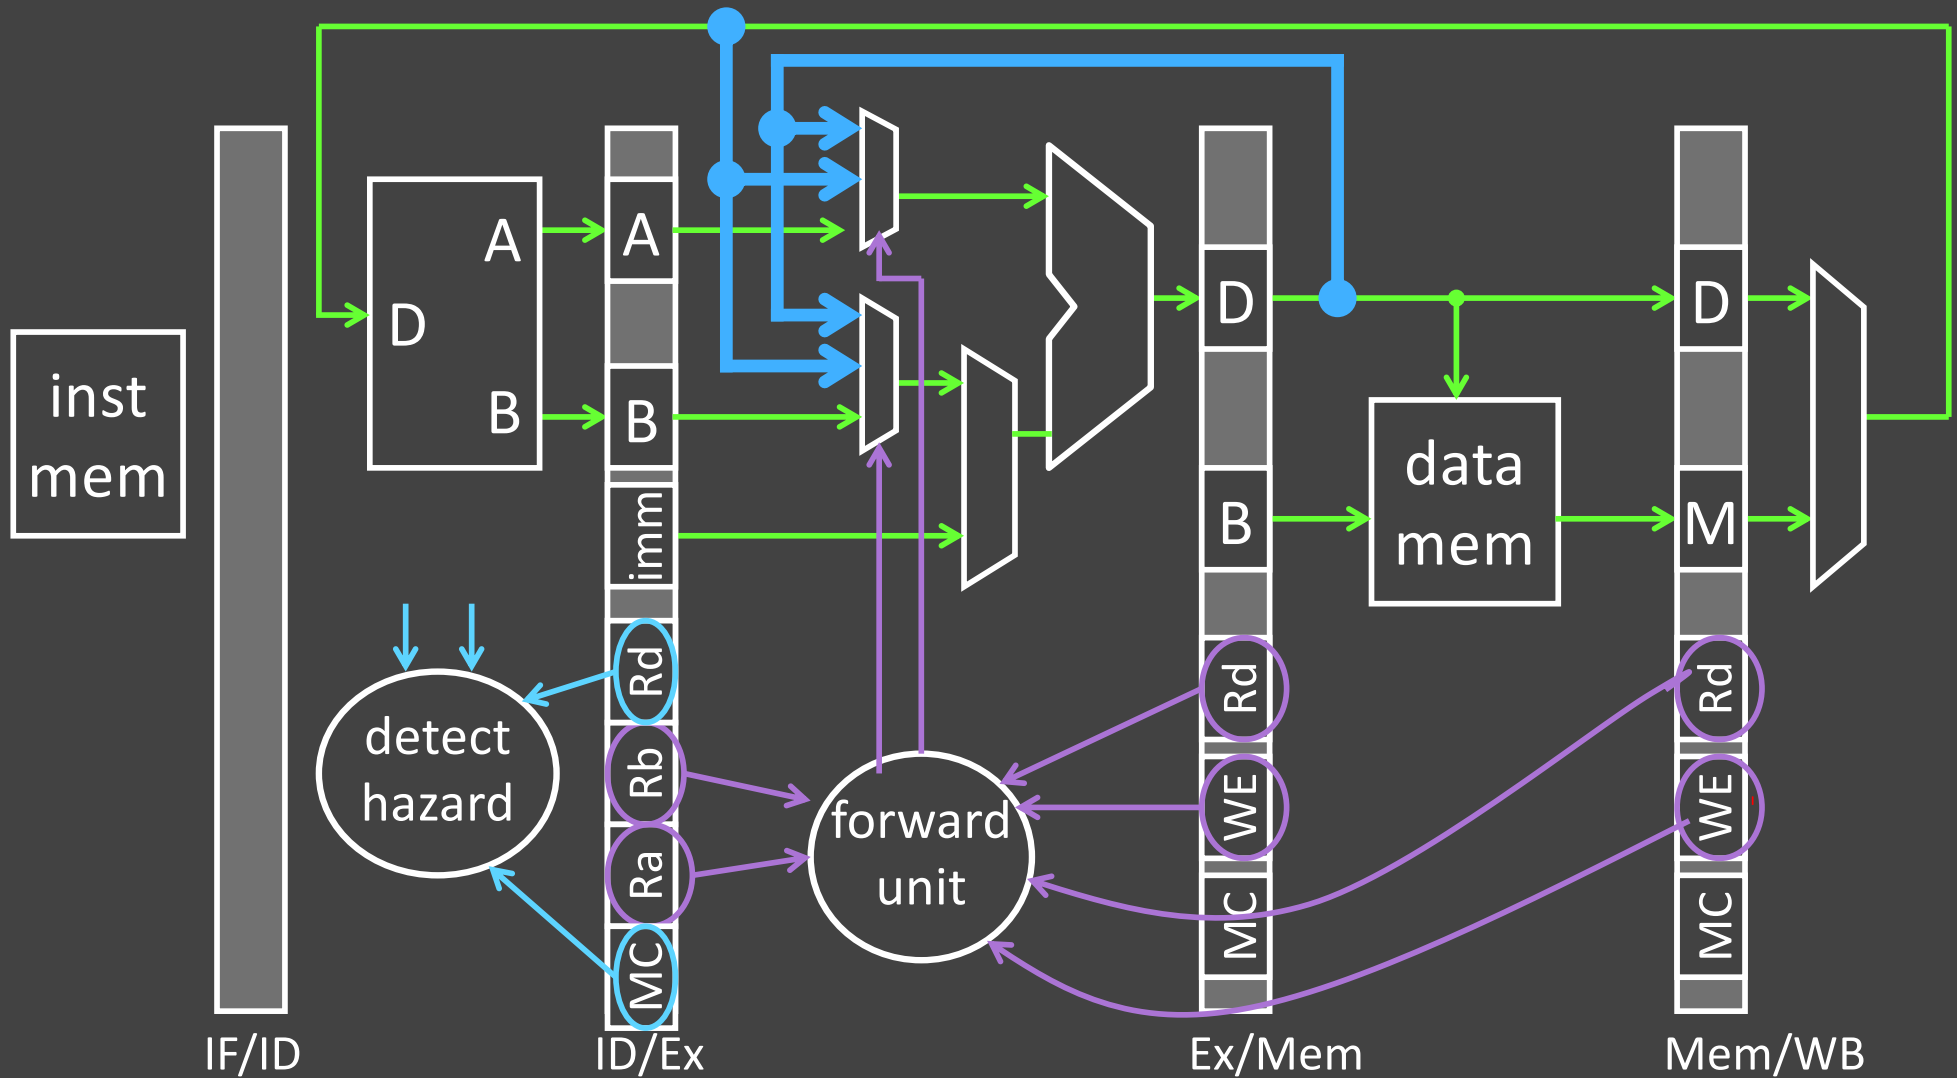 inst
mem
A
D
B
A
B
imm
Rd
Rb
Ra
MC
detect
hazard
forward
unit
D
B
Rd
WE
MC
data
mem
D
M
Rd
WE
MC
IF/ID
ID/Ex
Ex/Mem
Mem/WB